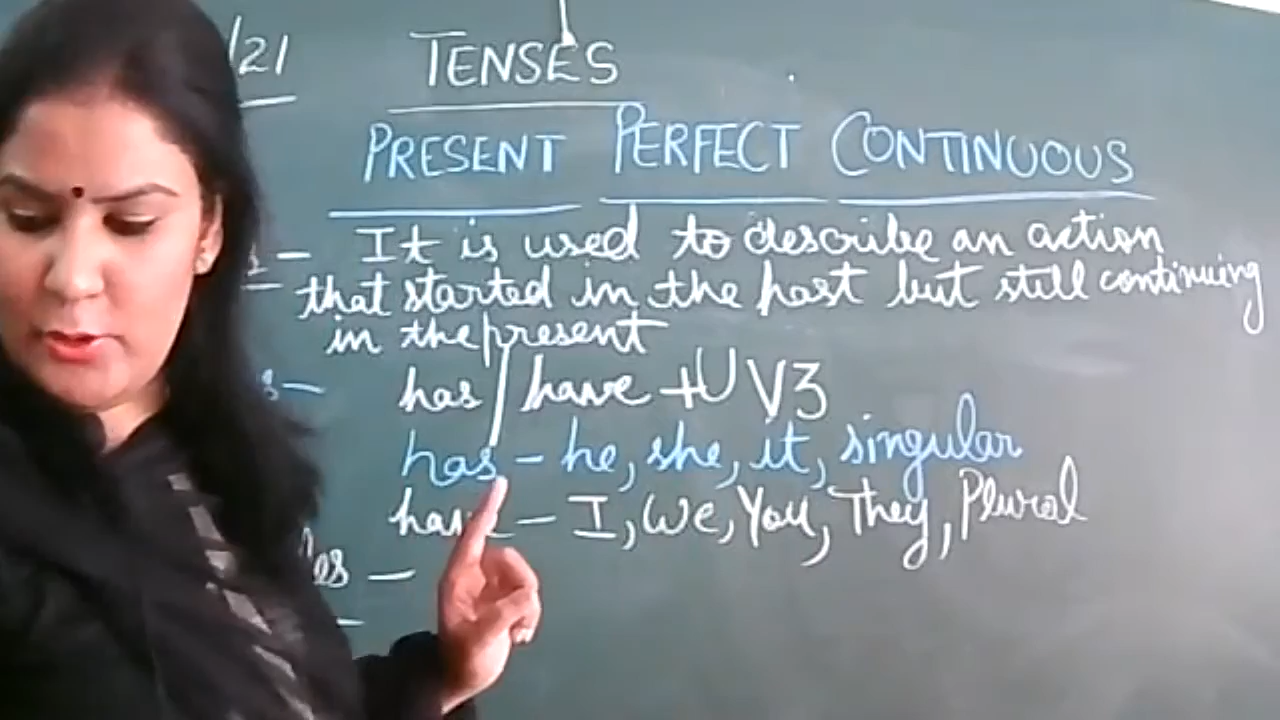 /21 TENSES
PRESENT PERFECT CONTINUOUS
s - It is used to describe an action
that started in the past but still continuing
in the present
s - has/have + V3
has - he, she, it, singular
have - I, We, You, They, Plural
les -